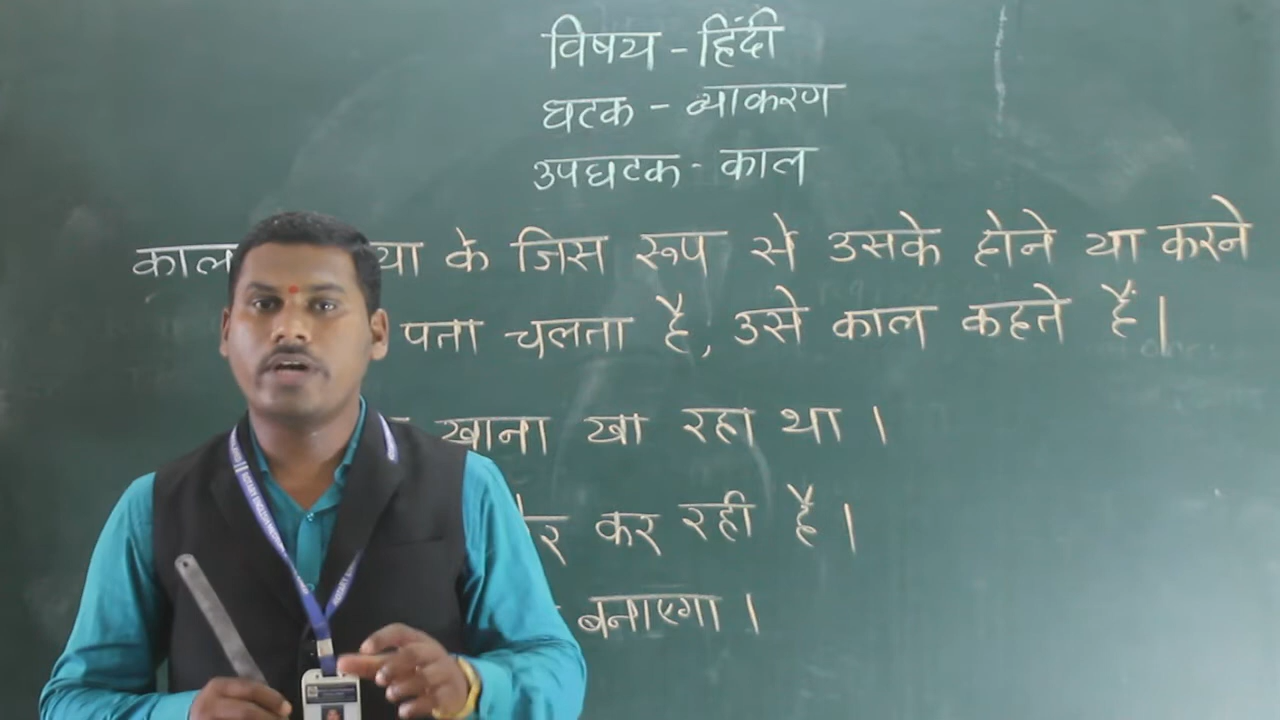 विषय - हिंदी
घटक - व्याकरण
उपघटक - काल
काल के जिस रूप से उसके होने या करने
पता चलता है, उसे काल कहते हैं।
खाना खा रहा था ।
कर रही है ।
बनाएगा ।